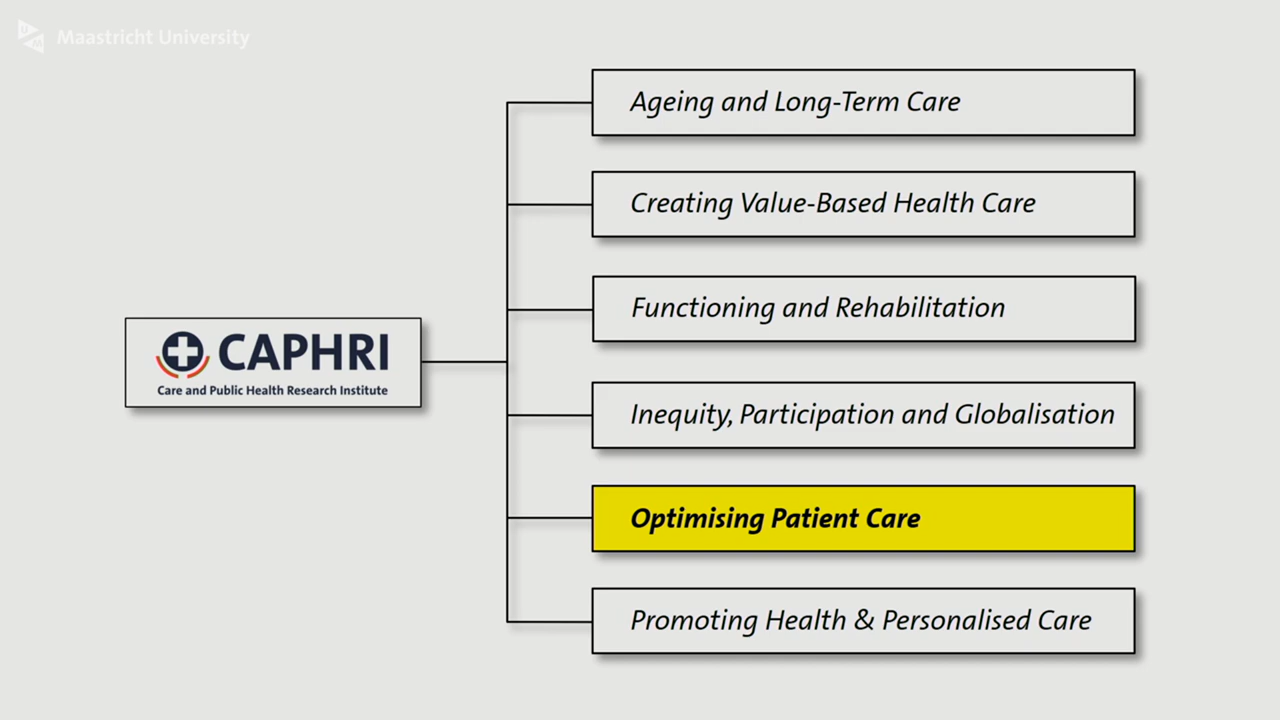 Maastricht University
Ageing and Long-Term Care
Creating Value-Based Health Care
Functioning and Rehabilitation
CAPHRI
Care and Public Health Research Institute
Inequity, Participation and Globalisation
Optimising Patient Care
Promoting Health & Personalised Care